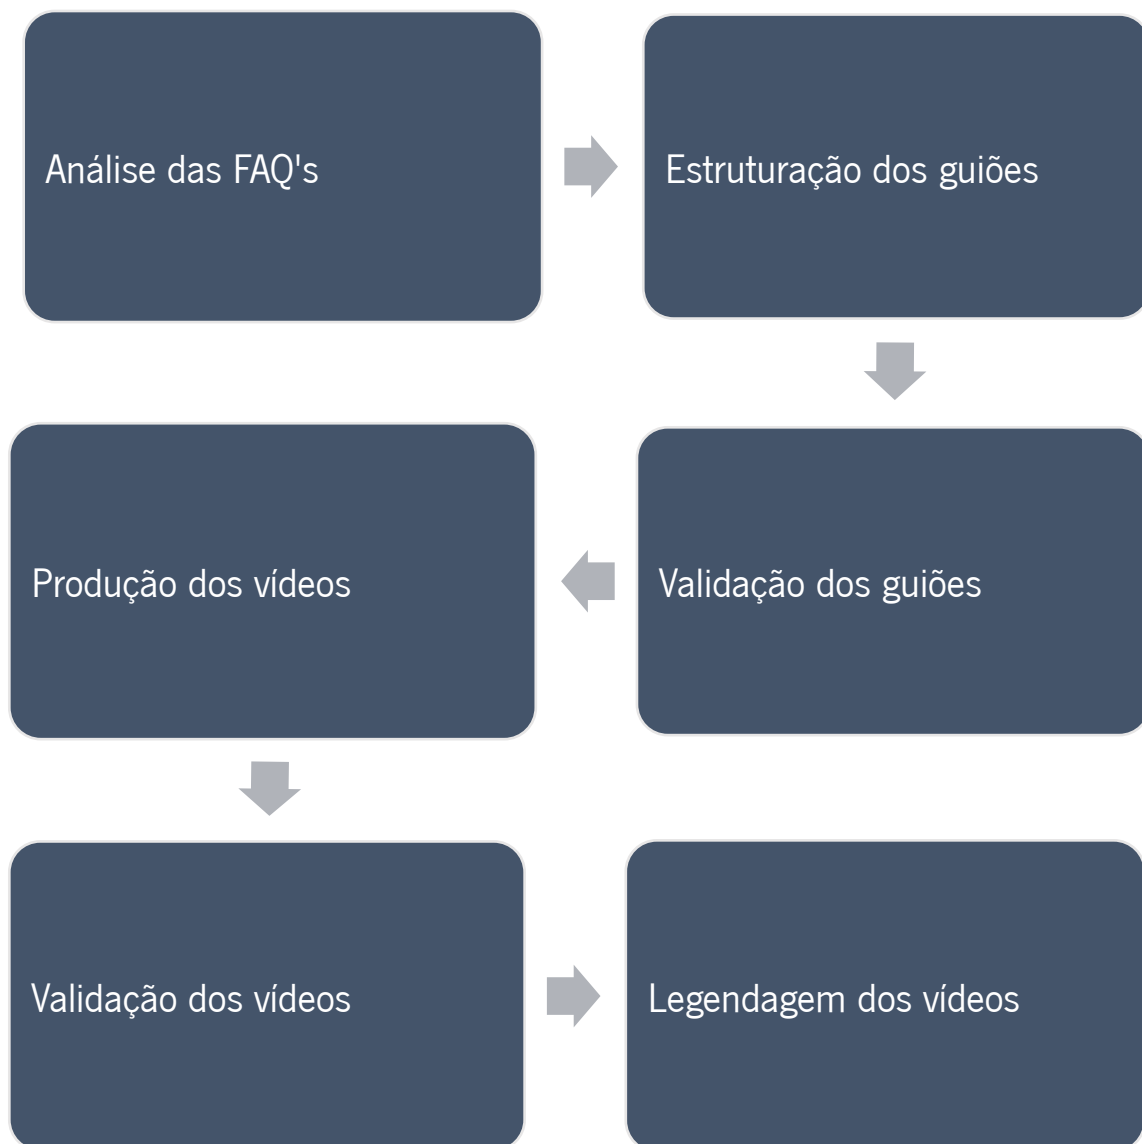 Análise das FAQ's
Estruturação dos guiões
Validação dos guiões
Produção dos vídeos
Validação dos vídeos
Legendagem dos vídeos